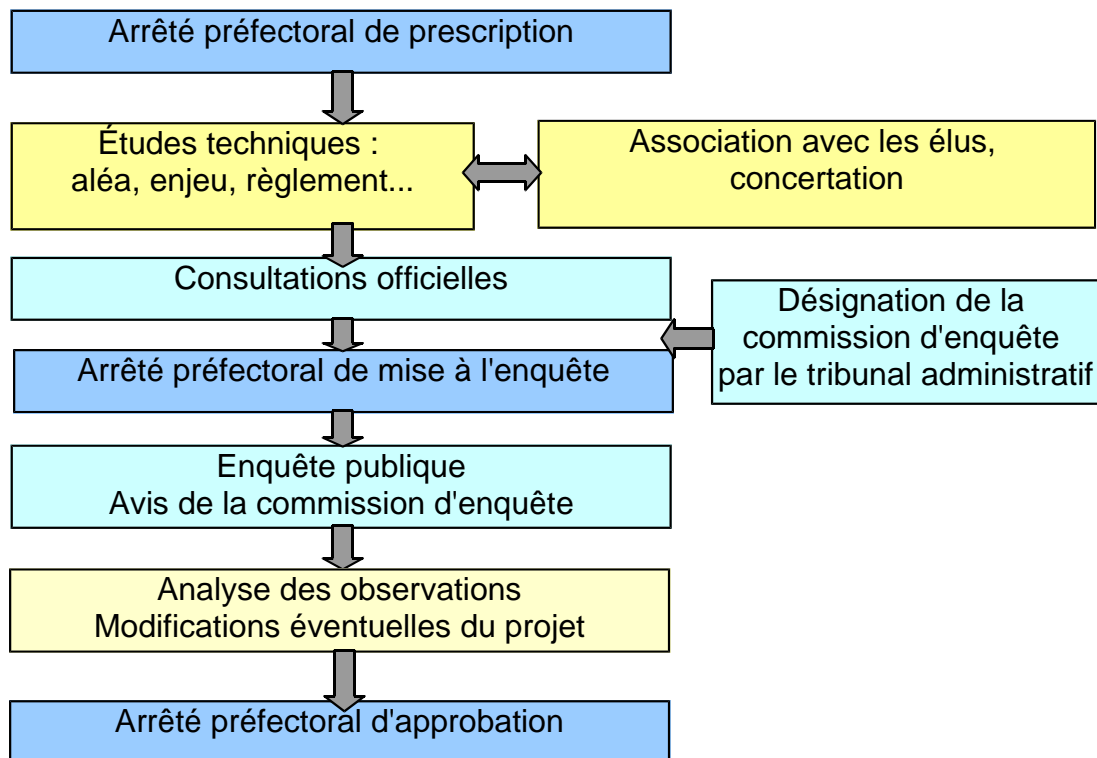 Arrêté préfectoral de prescription
Études techniques :
aléa, enjeu, règlement...
Association avec les élus,
concertation
Consultations officielles
Désignation de la
commission d'enquête
par le tribunal administratif
Arrêté préfectoral de mise à l'enquête
Enquête publique
Avis de la commission d'enquête
Analyse des observations
Modifications éventuelles du projet
Arrêté préfectoral d'approbation